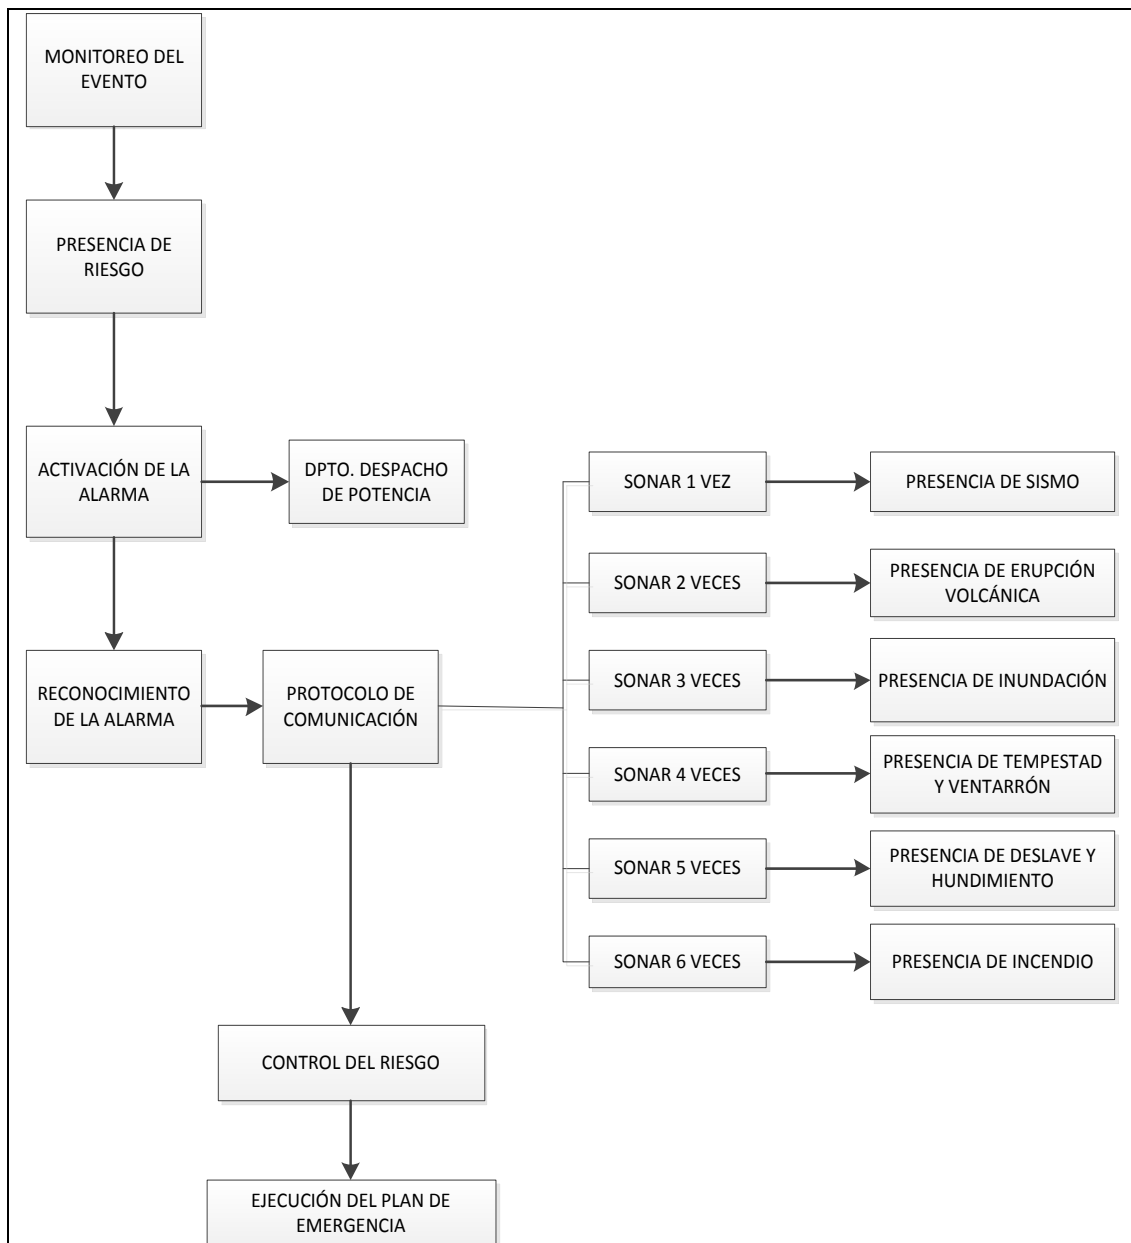 MONITOREO DEL
EVENTO
PRESENCIA DE
RIESGO
ACTIVACIÓN DE LA
ALARMA
DPTO. DESPACHO
DE POTENCIA
RECONOCIMIENTO
DE LA ALARMA
PROTOCOLO DE
COMUNICACIÓN
SONAR 1 VEZ
PRESENCIA DE SISMO
SONAR 2 VECES
PRESENCIA DE ERUPCIÓN
VOLCÁNICA
SONAR 3 VECES
PRESENCIA DE INUNDACIÓN
SONAR 4 VECES
PRESENCIA DE TEMPESTAD
Y VENTARRÓN
SONAR 5 VECES
PRESENCIA DE DESLAVE Y
HUNDIMIENTO
SONAR 6 VECES
PRESENCIA DE INCENDIO
CONTROL DEL RIESGO
EJECUCIÓN DEL PLAN DE
EMERGENCIA